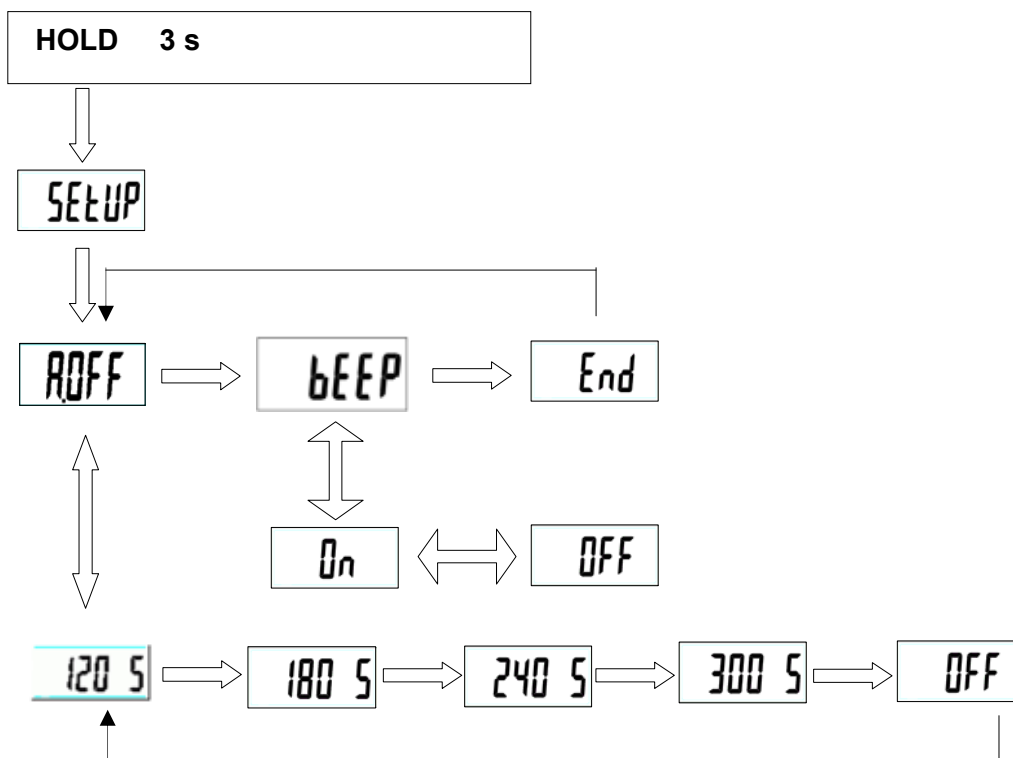 HOLD 3 s
SEtUP
A.OFF bEEP End
On OFF
120 S 180 S 240 S 300 S OFF